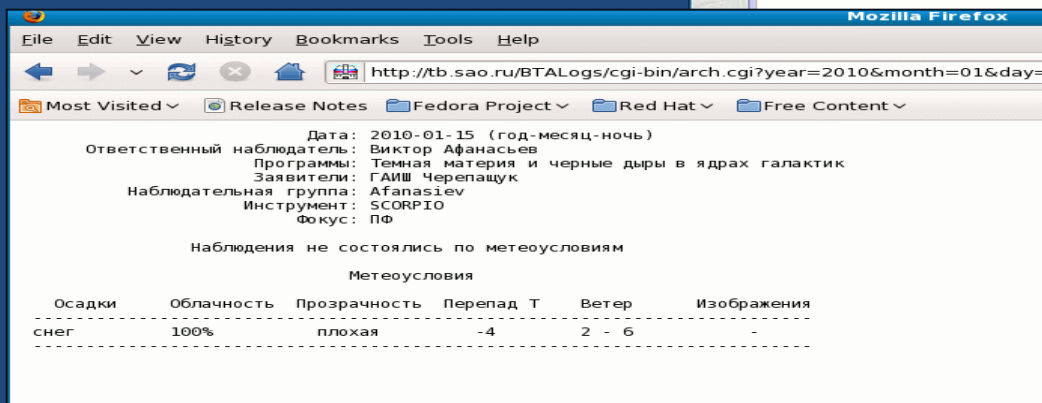 Mozilla Firefox
File Edit View History Bookmarks Tools Help
http://tb.sao.ru/BTALogs/cgi-bin/arch.cgi?year=2010&month=01&day=
Most Visited Release Notes Fedora Project Red Hat Free Content
Дата: 2010-01-15 (год-месяц-ночь)
Ответственный наблюдатель: Виктор Афанасьев
Программы: Темная материя и черные дыры в ядрах галактик
Заявители: ГАИШ Черепащук
Наблюдательная группа: Afanasiev
Инструмент: SCORPIO
Фокус: ПФ
Наблюдения не состоялись по метеоусловиям
Метеоусловия
Осадки Облачность Прозрачность Перепад Т Ветер Изображения
снег 100% плохая -4 2 - 6 -